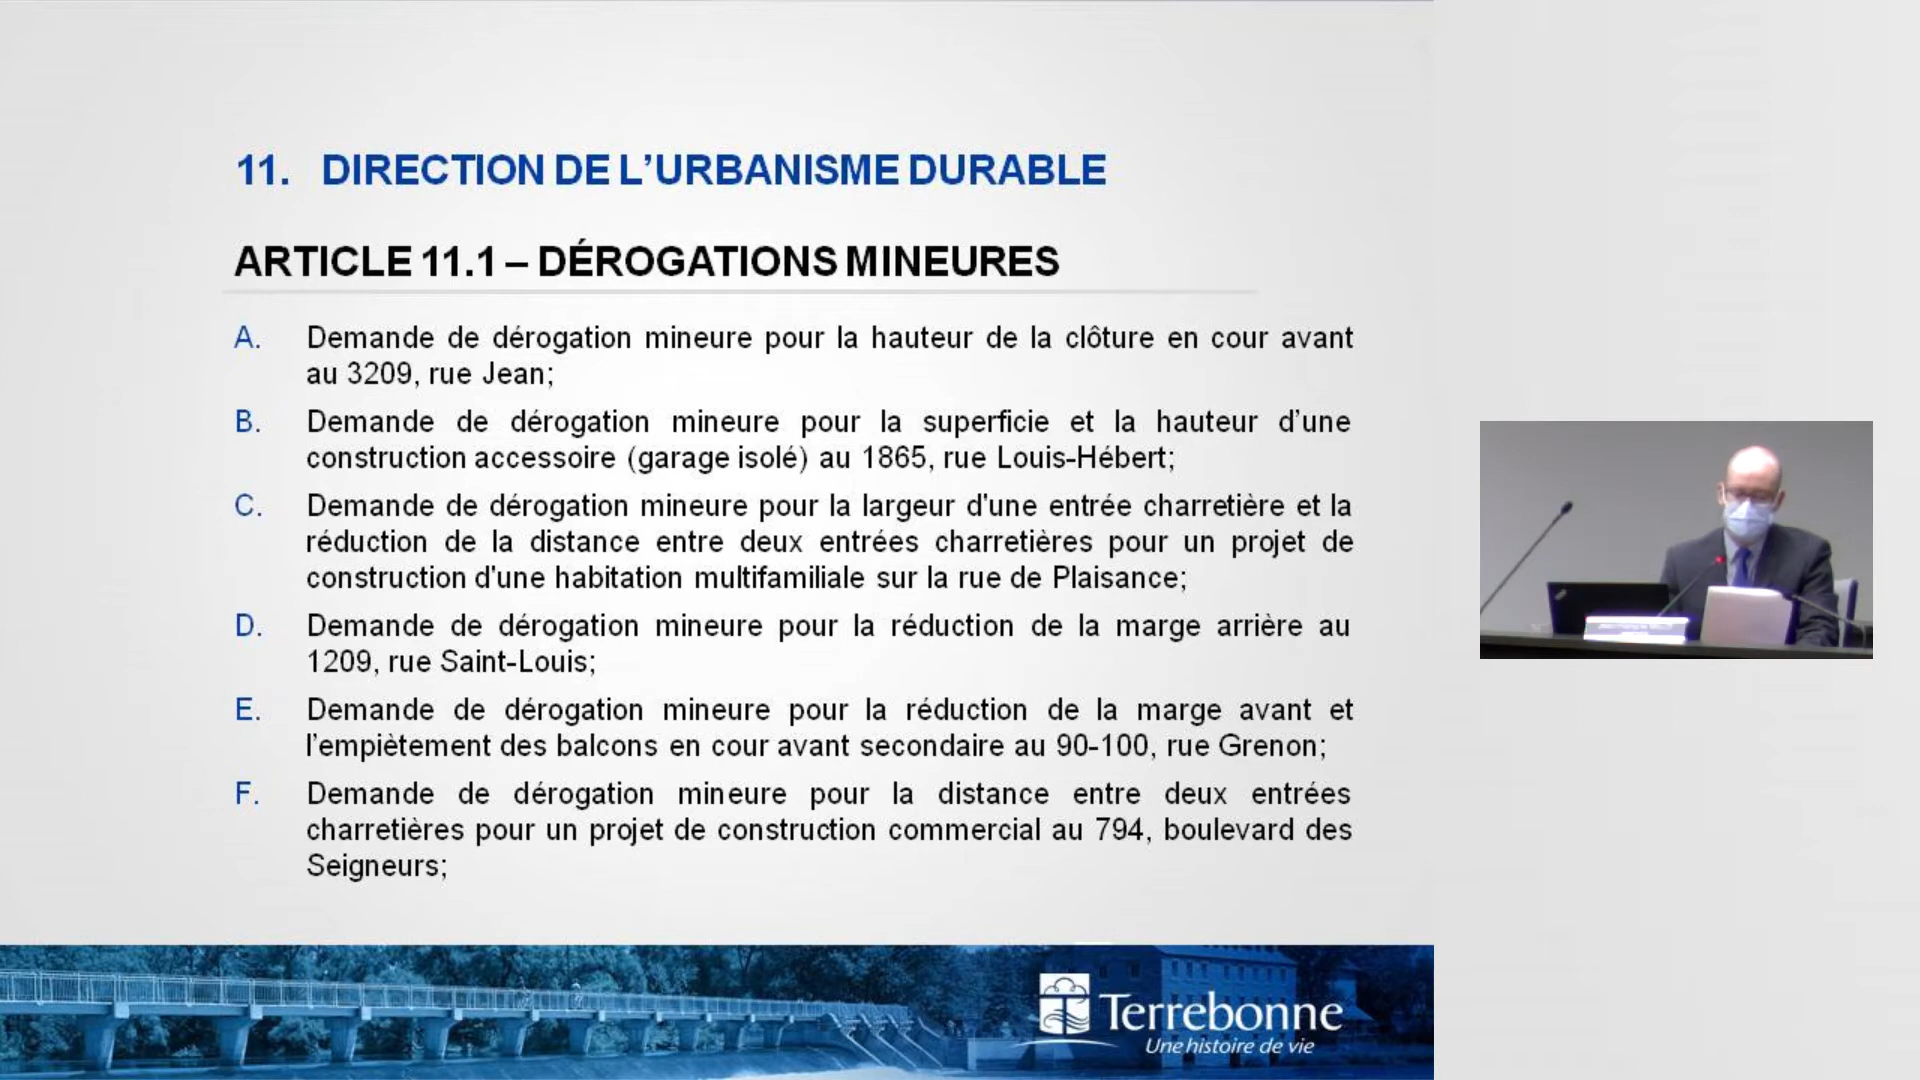 11. DIRECTION DE L’URBANISME DURABLE
ARTICLE 11.1 – DÉROGATIONS MINEURES
A. Demande de dérogation mineure pour la hauteur de la clôture en cour avant
au 3209, rue Jean;
B. Demande de dérogation mineure pour la superficie et la hauteur d’une
construction accessoire (garage isolé) au 1865, rue Louis-Hébert;
C. Demande de dérogation mineure pour la largeur d'une entrée charretière et la
réduction de la distance entre deux entrées charretières pour un projet de
construction d'une habitation multifamiliale sur la rue de Plaisance;
D. Demande de dérogation mineure pour la réduction de la marge arrière au
1209, rue Saint-Louis;
E. Demande de dérogation mineure pour la réduction de la marge avant et
l’empiètement des balcons en cour avant secondaire au 90-100, rue Grenon;
F. Demande de dérogation mineure pour la distance entre deux entrées
charretières pour un projet de construction commercial au 794, boulevard des
Seigneurs;
Terrebonne
Une histoire de vie